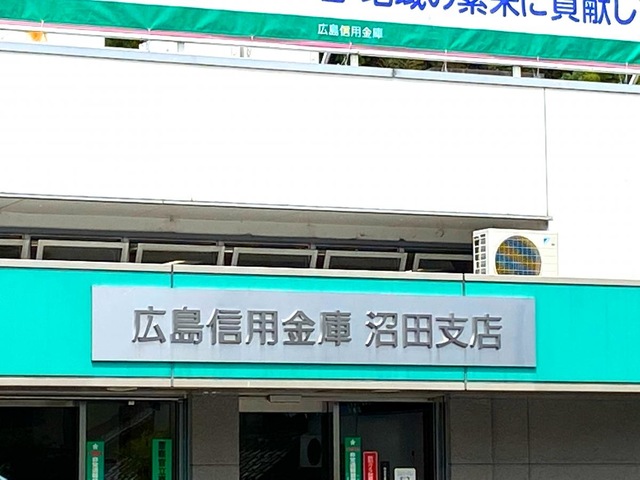 地域の繁栄に貢献し
広島信用金庫
広島信用金庫 沼田支店